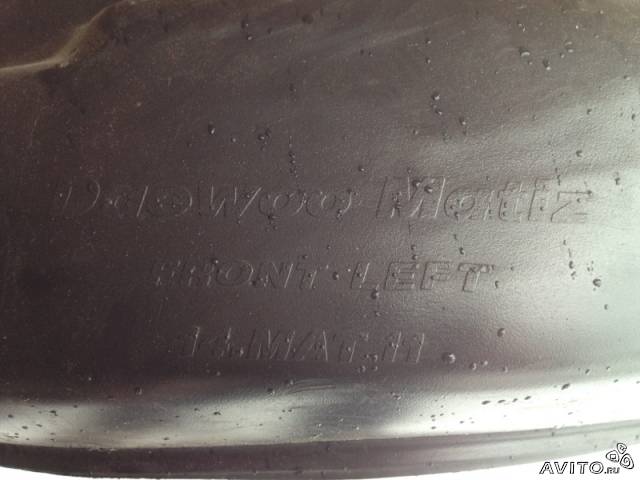 Daewoo Matiz
FRONT LEFT
AVITO.ru